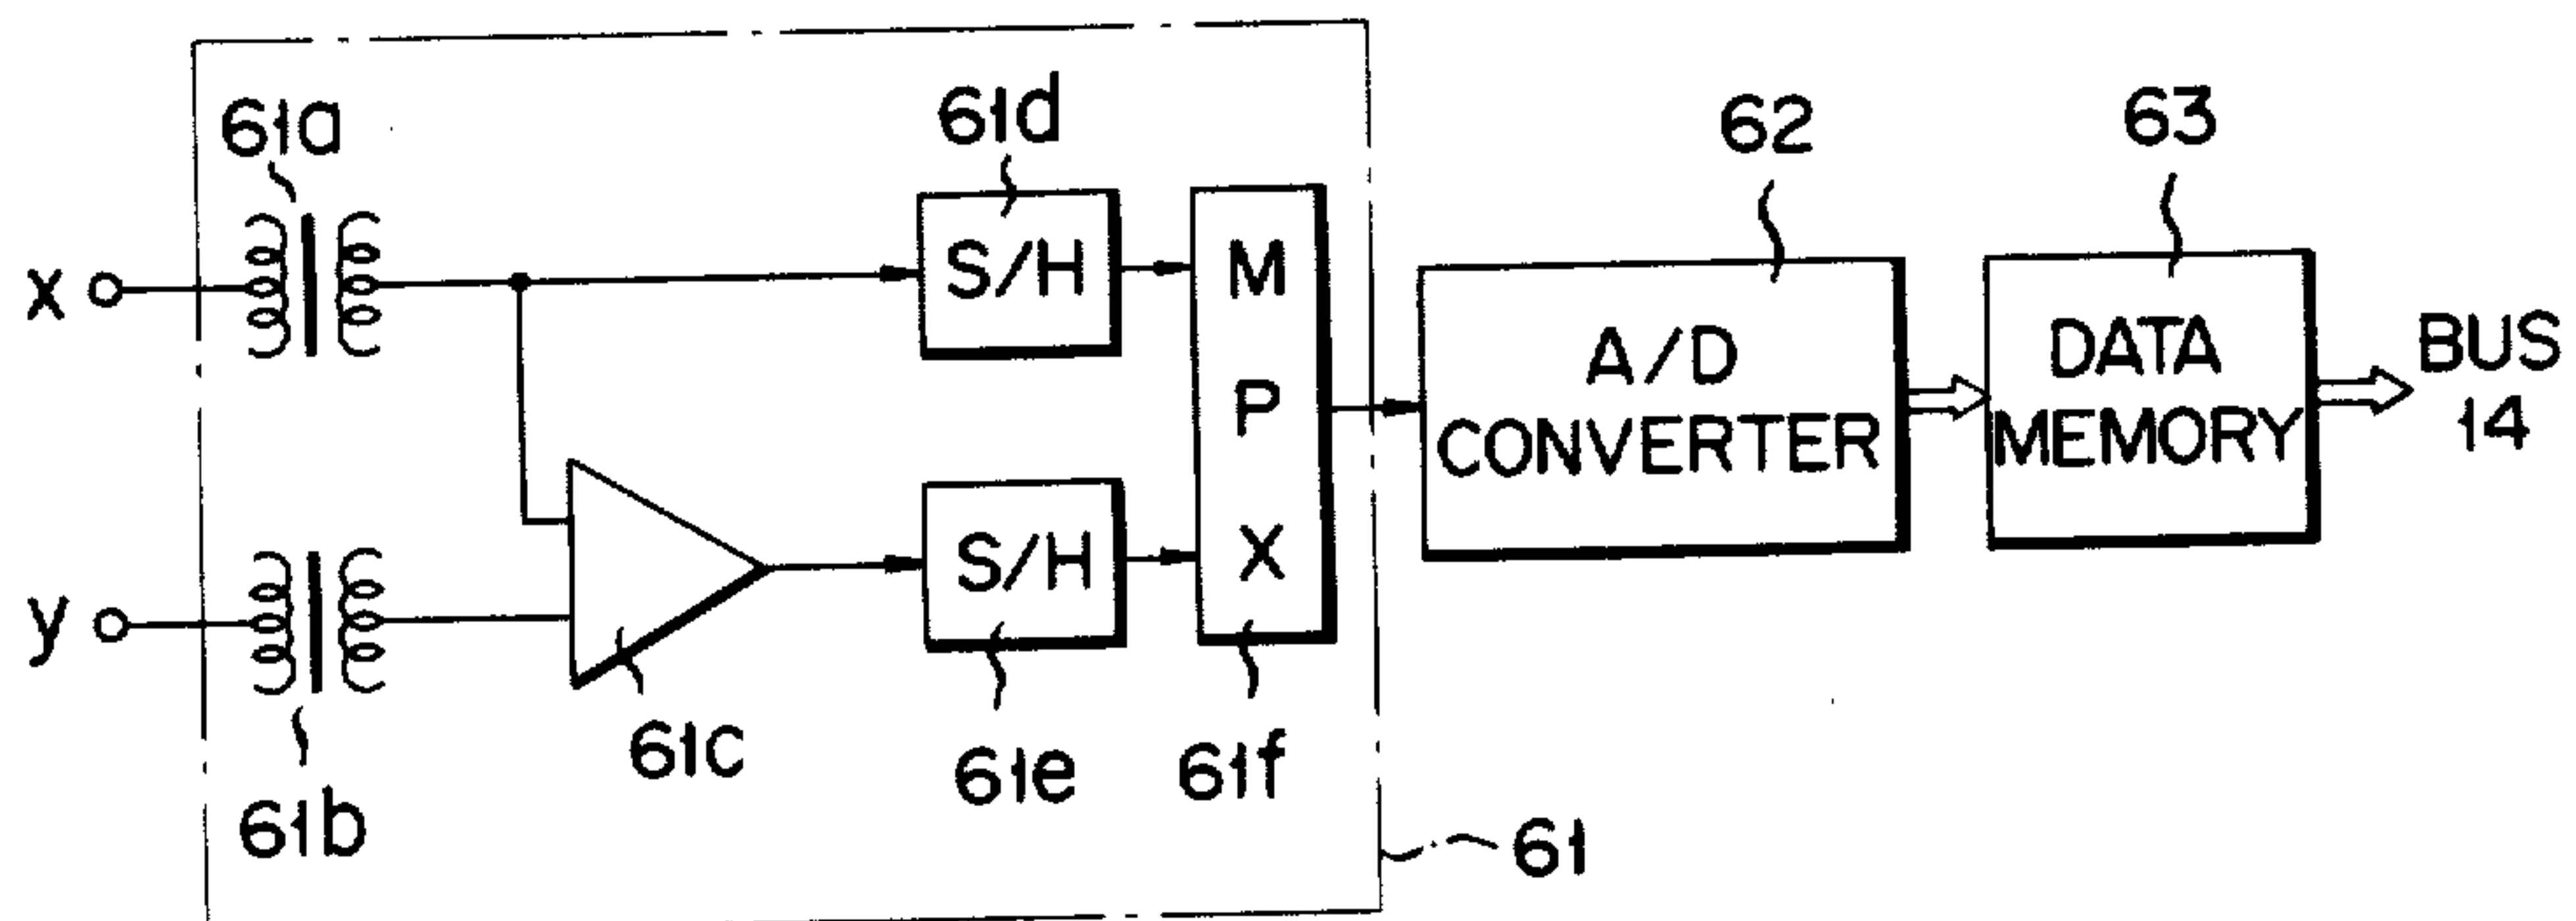 61a
61d
62
63
x
S/H
M
P
X
A/D
CONVERTER
DATA
MEMORY
BUS
14
y
S/H
61c
61e
61f
61b
61